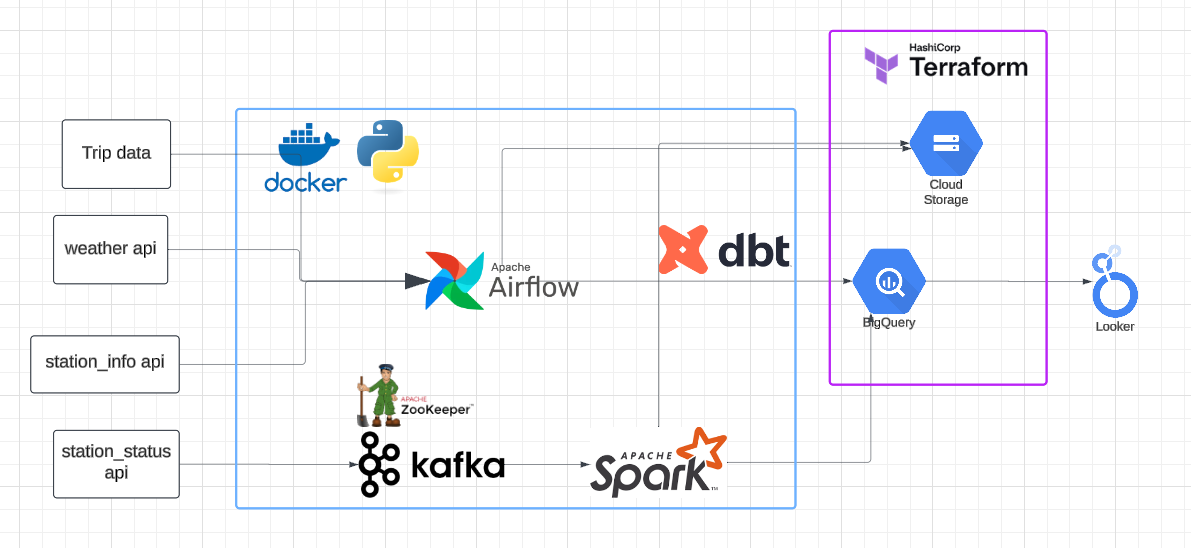 HashiCorp
Terraform
Trip data
docker
Cloud
Storage
weather api
dbt
Apache
Airflow
BigQuery
Looker
station_info api
APACHE
ZooKeeper™
station_status
api
kafka
APACHE
Spark™